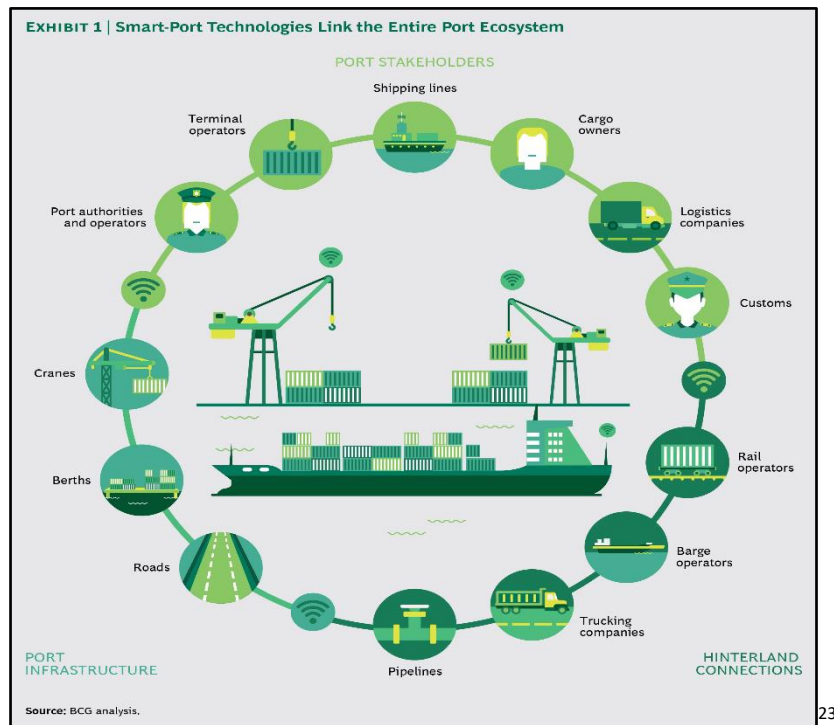 EXHIBIT 1 | Smart-Port Technologies Link the Entire Port Ecosystem
PORT STAKEHOLDERS
Shipping lines
Terminal
operators
Cargo
owners
Port authorities
and operators
Logistics
companies
Customs
Cranes
Rail
operators
Berths
Barge
operators
Roads
Trucking
companies
Pipelines
PORT
INFRASTRUCTURE
HINTERLAND
CONNECTIONS
Source: BCG analysis.
23